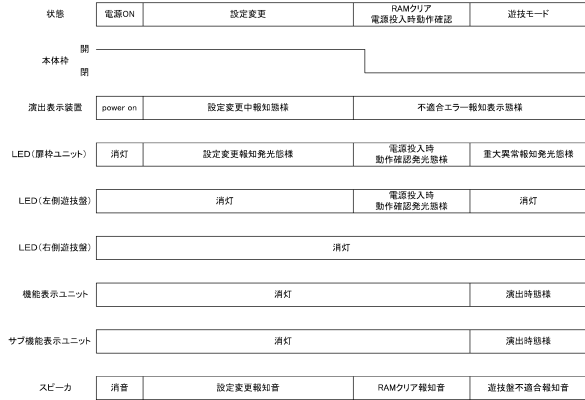 状態 電源ON 設定変更 RAMクリア 電源投入時動作確認 遊技モード
本体枠 開
閉
演出表示装置 power on 設定変更中報知態様 不適合エラー報知表示態様
LED(扉枠ユニット) 消灯 設定変更報知発光態様 電源投入時 動作確認発光態様 重大異常報知発光態様
LED(左側遊技盤) 消灯 電源投入時 動作確認発光態様 消灯
LED(右側遊技盤) 消灯
機能表示ユニット 消灯 演出時態様
サブ機能表示ユニット 消灯 演出時態様
スピーカ 消音 設定変更報知音 RAMクリア報知音 遊技盤不適合報知音